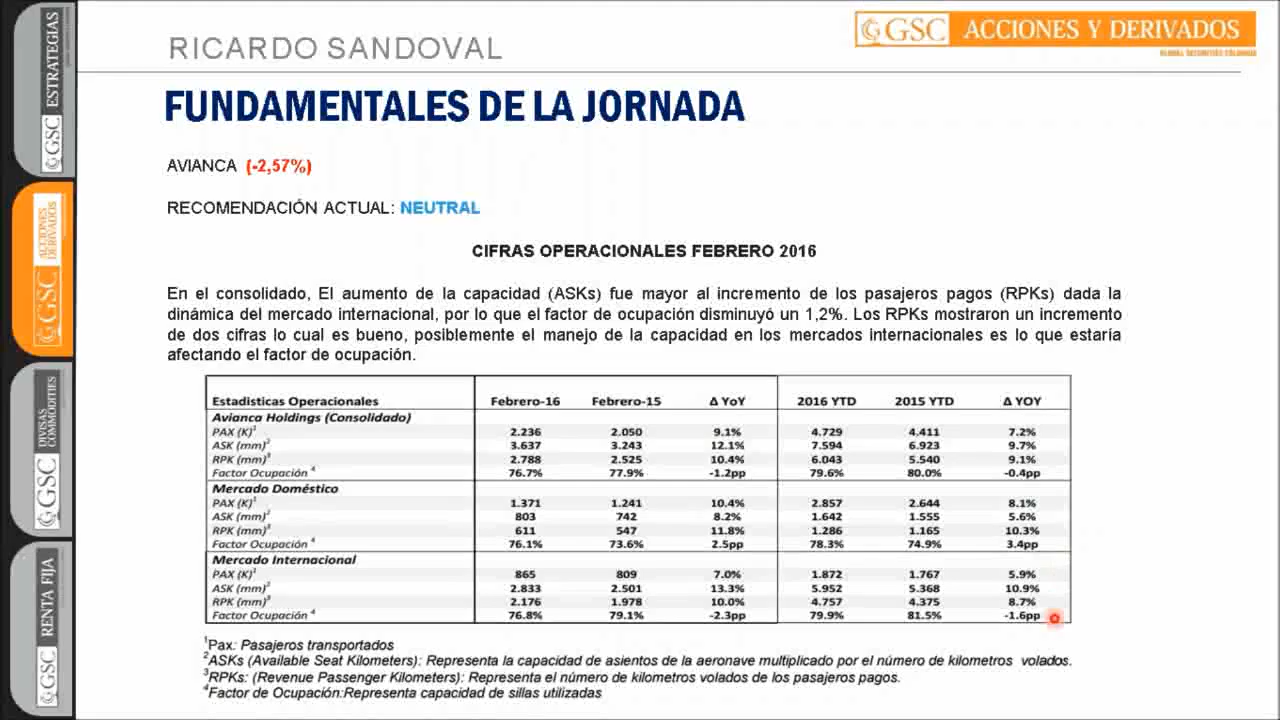 RICARDO SANDOVAL
GSC ACCIONES Y DERIVADOS
GLOBAL SECURITIES COLOMBIA
GSC ESTRATEGIAS
GSC ACCIONES DERIVADOS
GSC DIVISAS COMMODITIES
GSC RENTA FIJA
FUNDAMENTALES DE LA JORNADA
AVIANCA (-2,57%)
RECOMENDACIÓN ACTUAL: NEUTRAL
CIFRAS OPERACIONALES FEBRERO 2016
En el consolidado, El aumento de la capacidad (ASKs) fue mayor al incremento de los pasajeros pagos (RPKs) dada la
dinámica del mercado internacional, por lo que el factor de ocupación disminuyó un 1,2%. Los RPKs mostraron un incremento
de dos cifras lo cual es bueno, posiblemente el manejo de la capacidad en los mercados internacionales es lo que estaría
afectando el factor de ocupación.
Estadisticas Operacionales Febrero-16 Febrero-15 Δ YoY 2016 YTD 2015 YTD Δ YOY
Avianca Holdings (Consolidado)
PAX (K)1 2.236 2.050 9.1% 4.729 4.411 7.2%
ASK (mm)2 3.637 3.243 12.1% 7.594 6.923 9.7%
RPK (mm)3 2.788 2.525 10.4% 6.043 5.540 9.1%
Factor Ocupación 4 76.7% 77.9% -1.2pp 79.6% 80.0% -0.4pp
Mercado Doméstico
PAX (K)1 1.371 1.241 10.4% 2.857 2.644 8.1%
ASK (mm)2 803 742 8.2% 1.642 1.555 5.6%
RPK (mm)3 611 547 11.8% 1.286 1.165 10.3%
Factor Ocupación 4 76.1% 73.6% 2.5pp 78.3% 74.9% 3.4pp
Mercado Internacional
PAX (K)1 865 809 7.0% 1.872 1.767 5.9%
ASK (mm)2 2.833 2.501 13.3% 5.952 5.368 10.9%
RPK (mm)3 2.176 1.978 10.0% 4.757 4.375 8.7%
Factor Ocupación 4 76.8% 79.1% -2.3pp 79.9% 81.5% -1.6pp
1Pax: Pasajeros transportados
2ASKs (Available Seat Kilometers): Representa la capacidad de asientos de la aeronave multiplicado por el número de kilometros volados.
3RPKs: (Revenue Passenger Kilometers): Representa el número de kilometros volados de los pasajeros pagos.
4Factor de Ocupación:Representa capacidad de sillas utilizadas